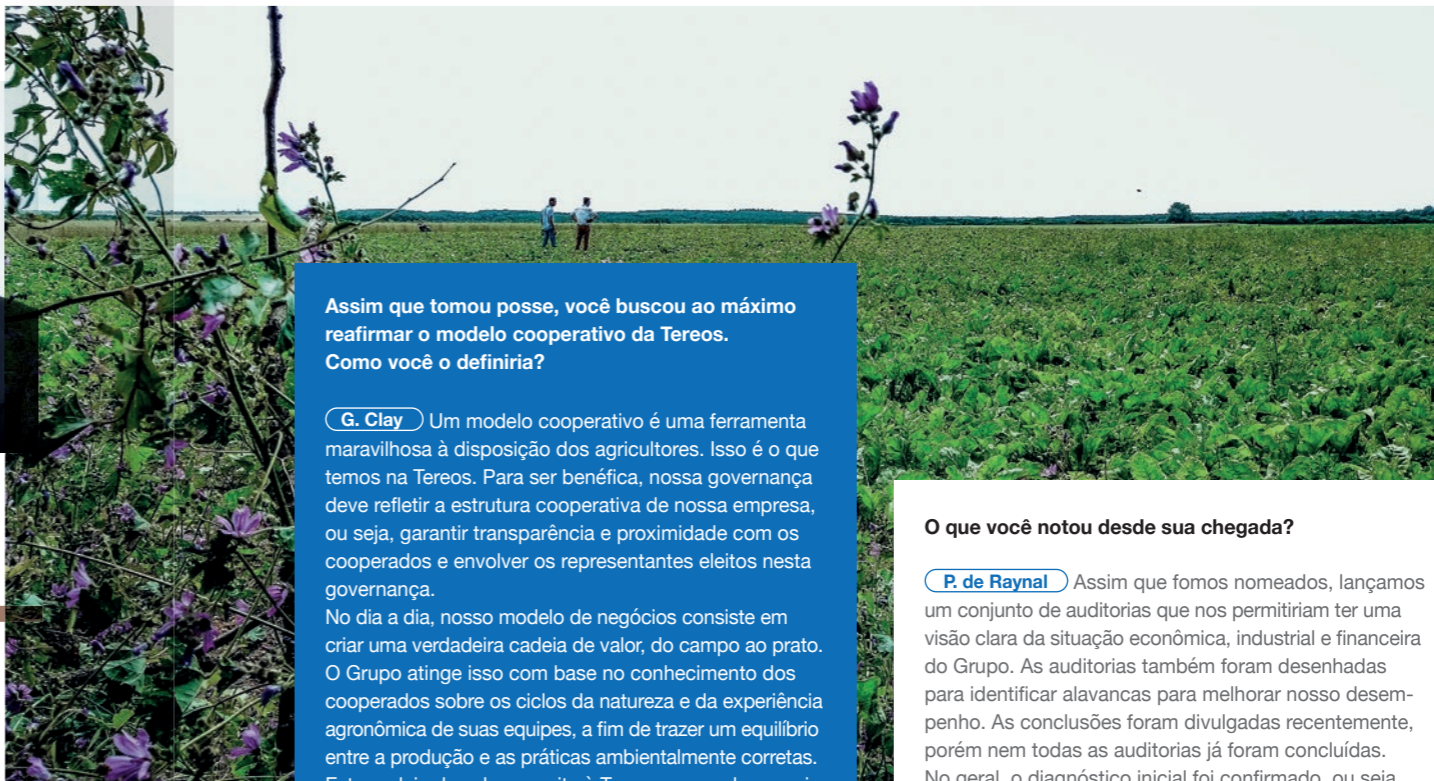 Assim que tomou posse, você buscou ao máximo
reafirmar o modelo cooperativo da Tereos.
Como você o definiria?
G. Clay Um modelo cooperativo é uma ferramenta
maravilhosa à disposição dos agricultores. Isso é o que
temos na Tereos. Para ser benéfica, nossa governança
deve refletir a estrutura cooperativa de nossa empresa,
ou seja, garantir transparência e proximidade com os
cooperados e envolver os representantes eleitos nesta
governança.
No dia a dia, nosso modelo de negócios consiste em
criar uma verdadeira cadeia de valor, do campo ao prato.
O Grupo atinge isso com base no conhecimento dos
cooperados sobre os ciclos da natureza e da experiência
agronômica de suas equipes, a fim de trazer um equilíbrio
entre a produção e as práticas ambientalmente corretas.
O que você notou desde sua chegada?
P. de Raynal Assim que fomos nomeados, lançamos
um conjunto de auditorias que nos permitiriam ter uma
visão clara da situação econômica, industrial e financeira
do Grupo. As auditorias também foram desenhadas
para identificar alavancas para melhorar nosso desem-
penho. As conclusões foram divulgadas recentemente,
porém nem todas as auditorias já foram concluídas.
No geral, o diagnóstico inicial foi confirmado, ou seja